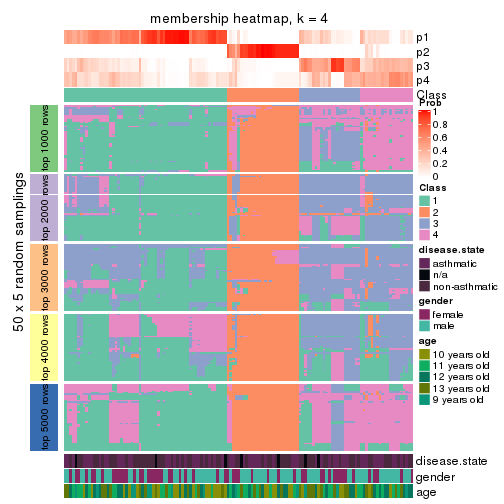 membership heatmap, k = 4
p1
p2
p3
p4
Class
50 x 5 random samplings
top 1000 rows
top 2000 rows
top 3000 rows
top 4000 rows
top 5000 rows
Prob
1
0.8
0.6
0.4
0.2
0
Class
1
2
3
4
disease.state
asthmatic
n/a
non-asthmatic
gender
female
male
age
10 years old
11 years old
12 years old
13 years old
9 years old
disease.state
gender
age